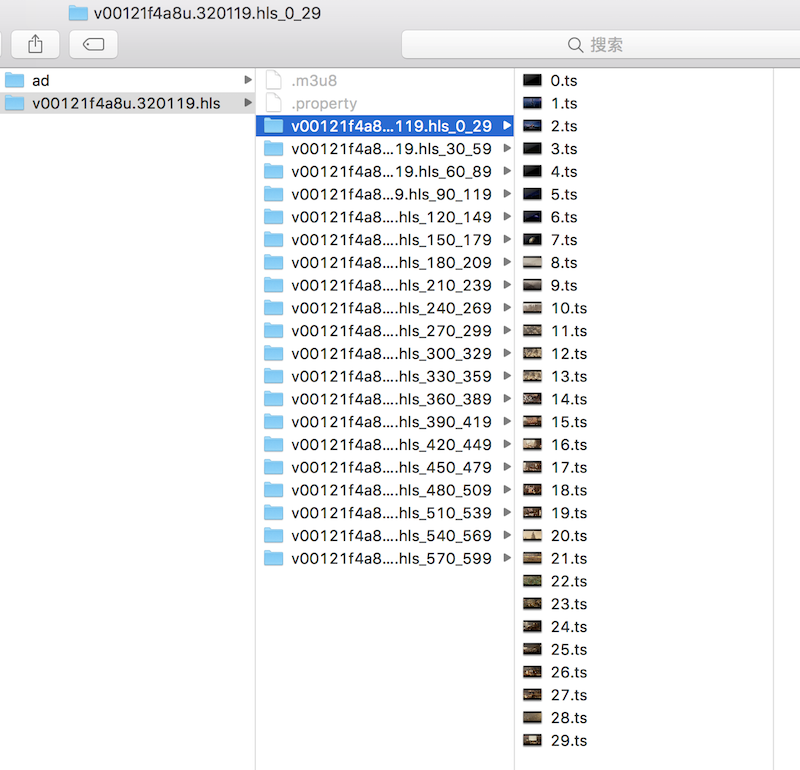 v00121f4a8u.320119.hls_0_29
搜索
ad
v00121f4a8u.320119.hls
.m3u8
.property
v00121f4a8...119.hls_0_29
v00121f4a8...19.hls_30_59
v00121f4a8...19.hls_60_89
v00121f4a8...9.hls_90_119
v00121f4a8....hls_120_149
v00121f4a8....hls_150_179
v00121f4a8....hls_180_209
v00121f4a8....hls_210_239
v00121f4a8....hls_240_269
v00121f4a8....hls_270_299
v00121f4a8....hls_300_329
v00121f4a8....hls_330_359
v00121f4a8....hls_360_389
v00121f4a8....hls_390_419
v00121f4a8....hls_420_449
v00121f4a8....hls_450_479
v00121f4a8....hls_480_509
v00121f4a8....hls_510_539
v00121f4a8....hls_540_569
v00121f4a8....hls_570_599
0.ts
1.ts
2.ts
3.ts
4.ts
5.ts
6.ts
7.ts
8.ts
9.ts
10.ts
11.ts
12.ts
13.ts
14.ts
15.ts
16.ts
17.ts
18.ts
19.ts
20.ts
21.ts
22.ts
23.ts
24.ts
25.ts
26.ts
27.ts
28.ts
29.ts